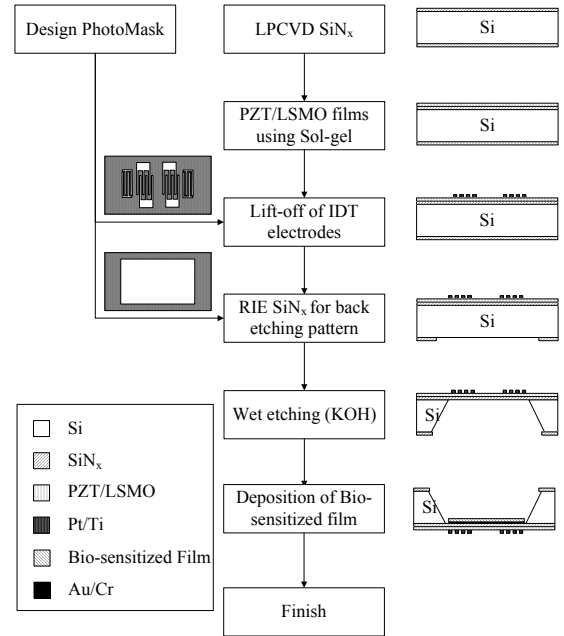 Design PhotoMask
LPCVD SiNx
Si
PZT/LSMO films
using Sol-gel
Si
Lift-off of IDT
electrodes
Si
RIE SiNx for back
etching pattern
Si
Wet etching (KOH)
Si
Deposition of Bio-
sensitized film
Si
Finish
Si
SiNx
PZT/LSMO
Pt/Ti
Bio-sensitized Film
Au/Cr